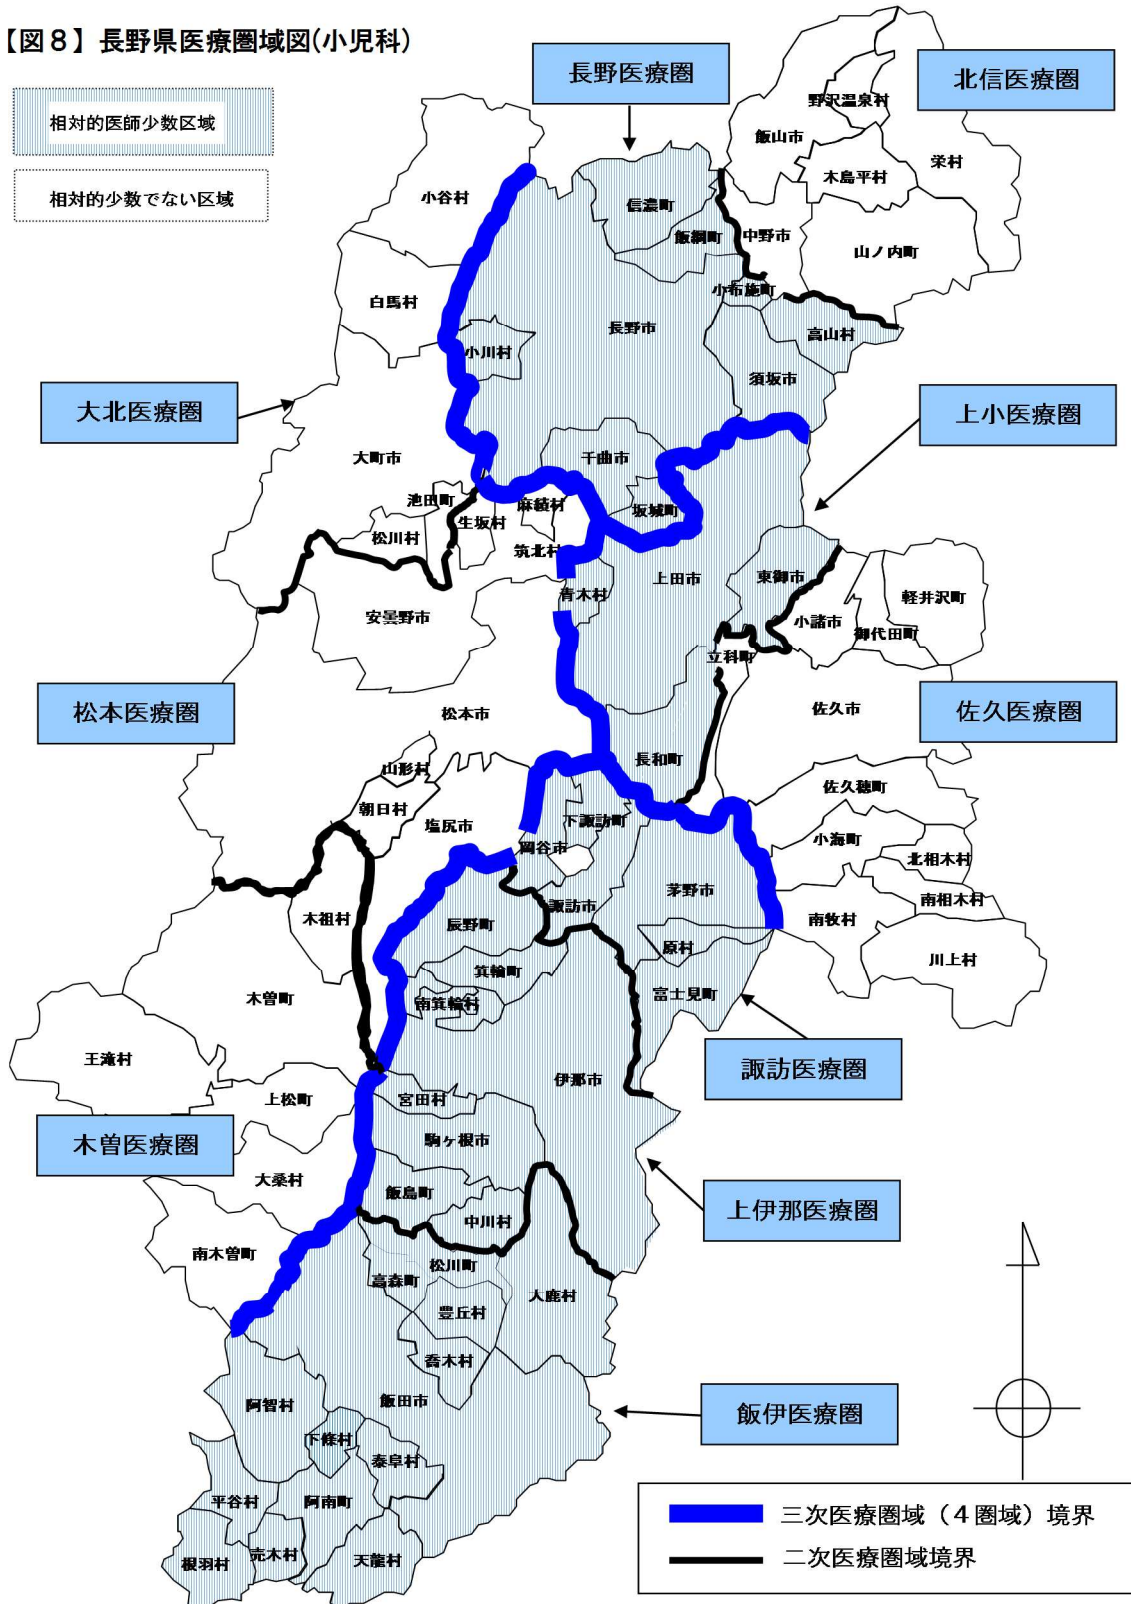 【図８】長野県医療圏域図(小児科)
長野医療圏
北信医療圏
相対的医師少数区域
相対的少数でない区域
野沢温泉村
飯山市
栄村
木島平村
小谷村
信濃町
飯綱町
中野市
山ノ内町
白馬村
小布施町
長野市
高山村
小川村
須坂市
大北医療圏
上小医療圏
大町市
千曲市
池田町
麻績村
坂城町
生坂村
松川村
筑北村
上田市
東御市
青木村
軽井沢町
安曇野市
小諸市
御代田町
立科町
松本医療圏
松本市
佐久市
佐久医療圏
長和町
山形村
佐久穂町
朝日村
塩尻市
下諏訪町
小海町
岡谷市
北相木村
茅野市
諏訪市
南相木村
木祖村
辰野町
南牧村
原村
川上村
箕輪町
木曽町
富士見町
南箕輪村
王滝村
諏訪医療圏
伊那市
上松町
宮田村
木曽医療圏
駒ヶ根市
大桑村
飯島町
上伊那医療圏
中川村
南木曽町
松川町
高森町
大鹿村
豊丘村
喬木村
飯田市
阿智村
飯伊医療圏
下條村
泰阜村
平谷村
阿南町
三次医療圏域（４圏域）境界
売木村
天龍村
根羽村
二次医療圏域境界